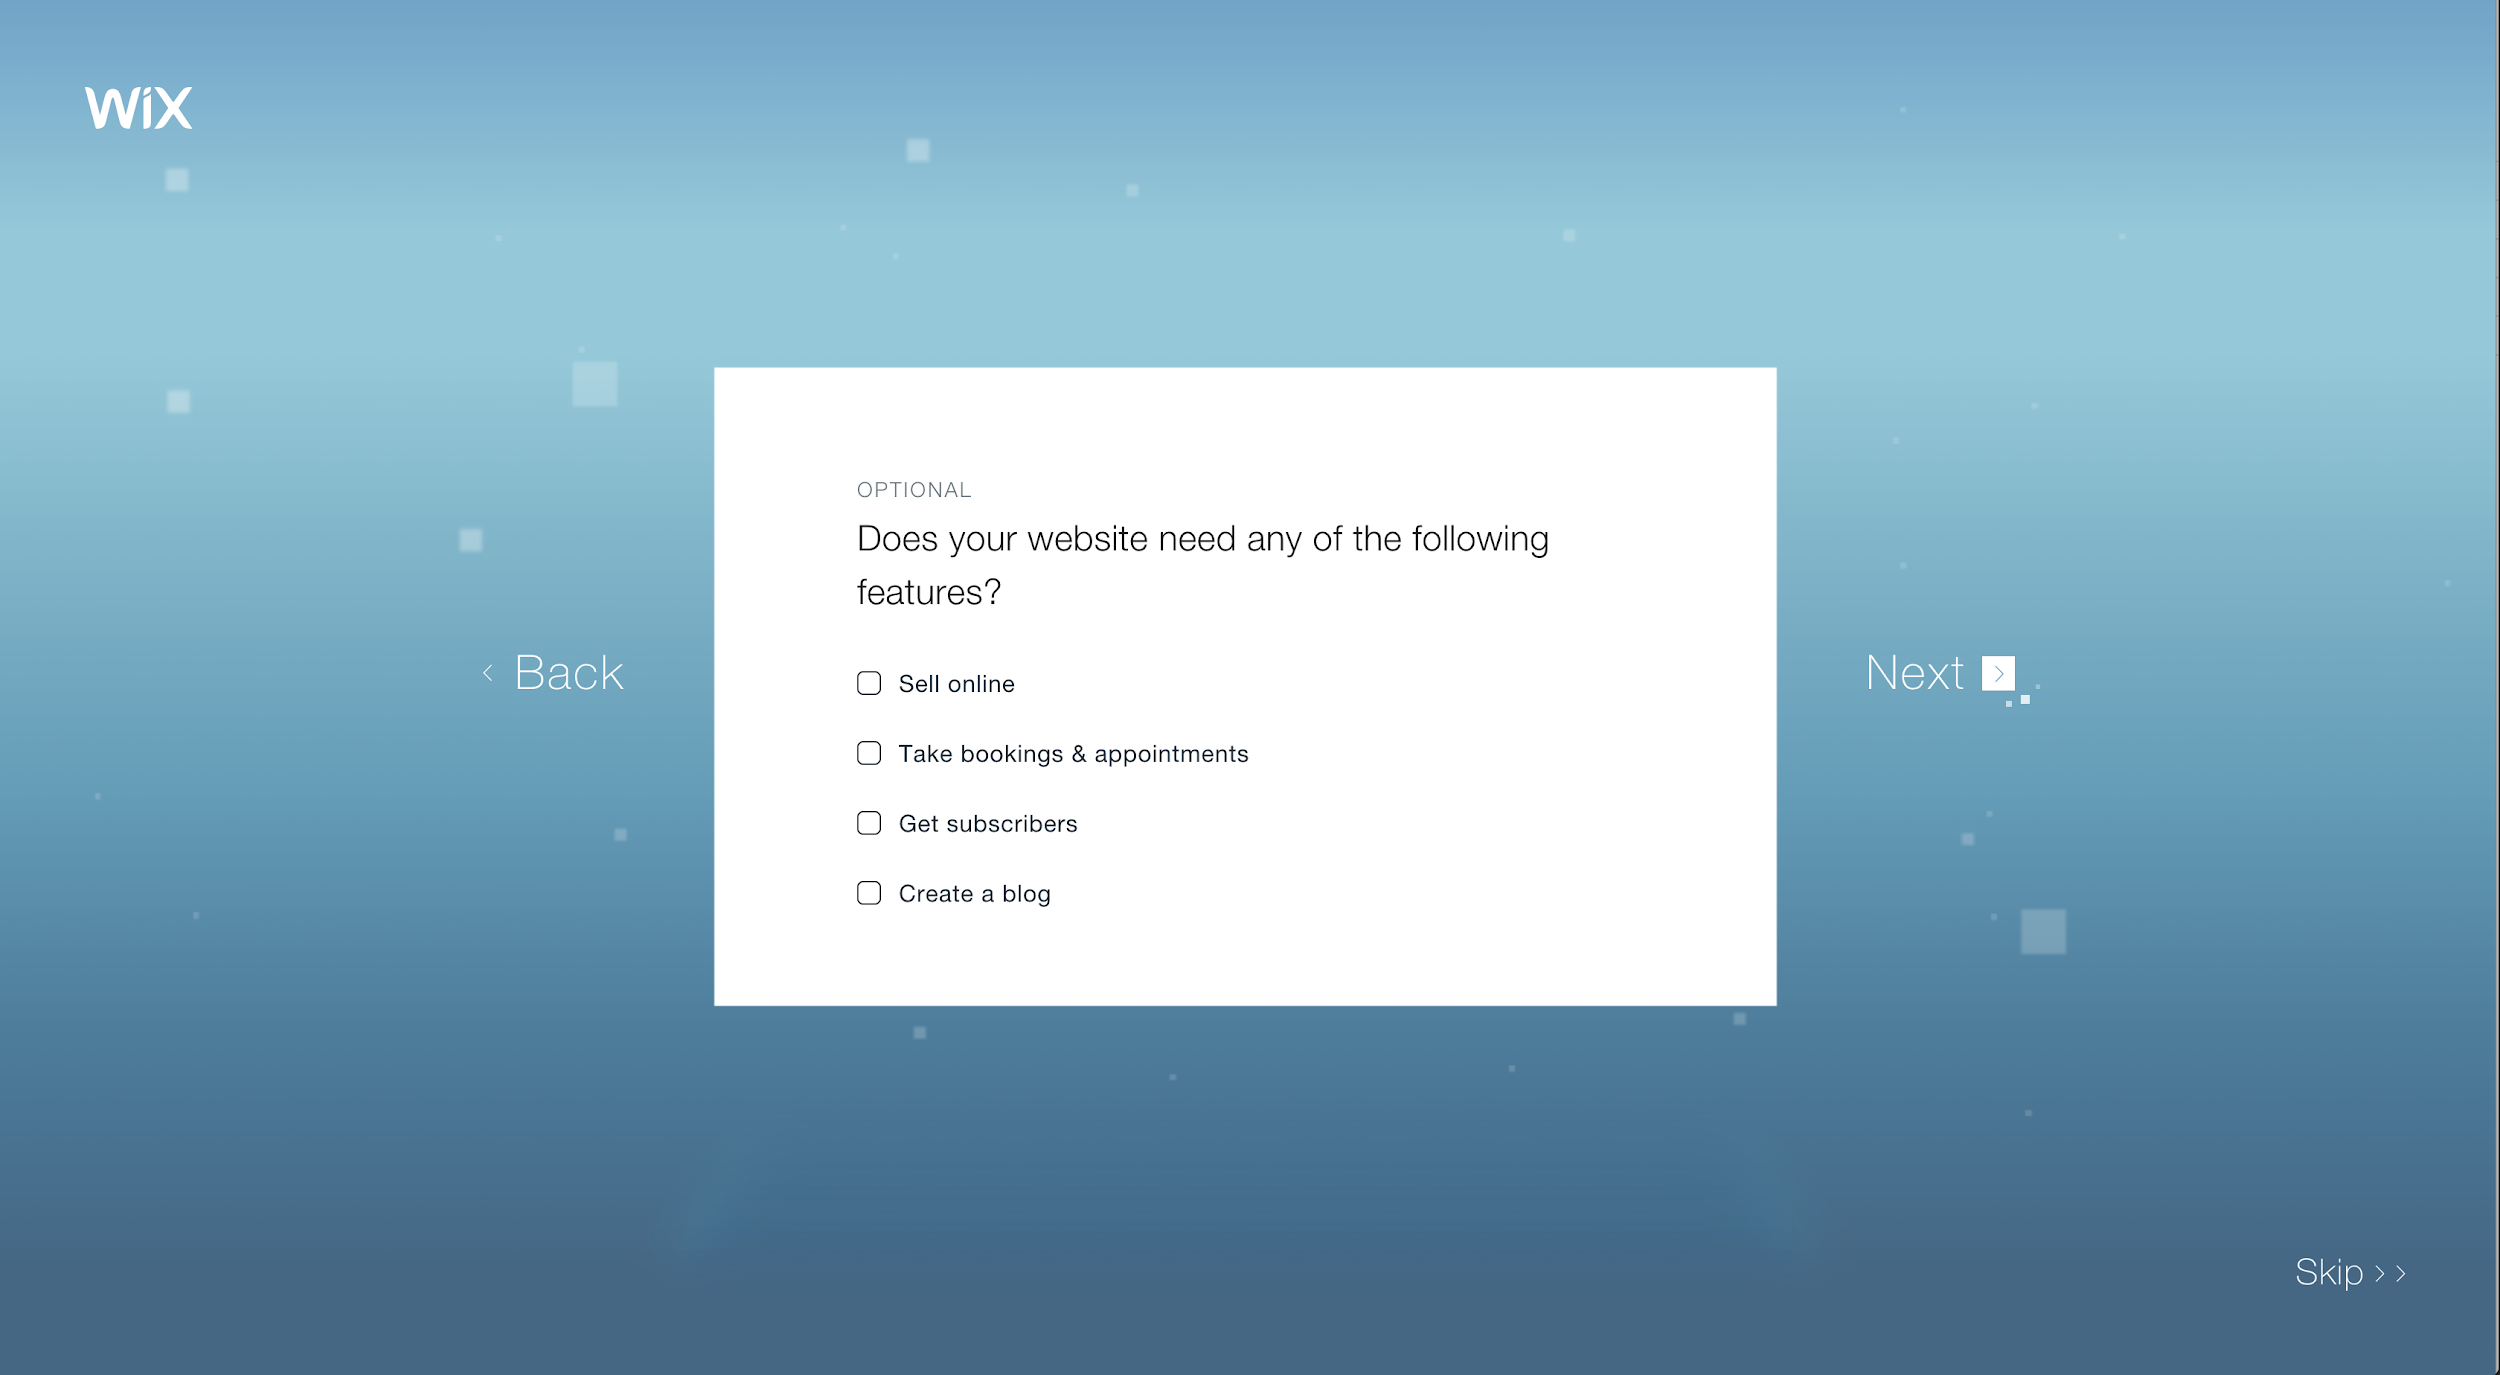 WiX
OPTIONAL
Does your website need any of the following
features?
Back
Next
Sell online
Take bookings & appointments
Get subscribers
Create a blog
Skip